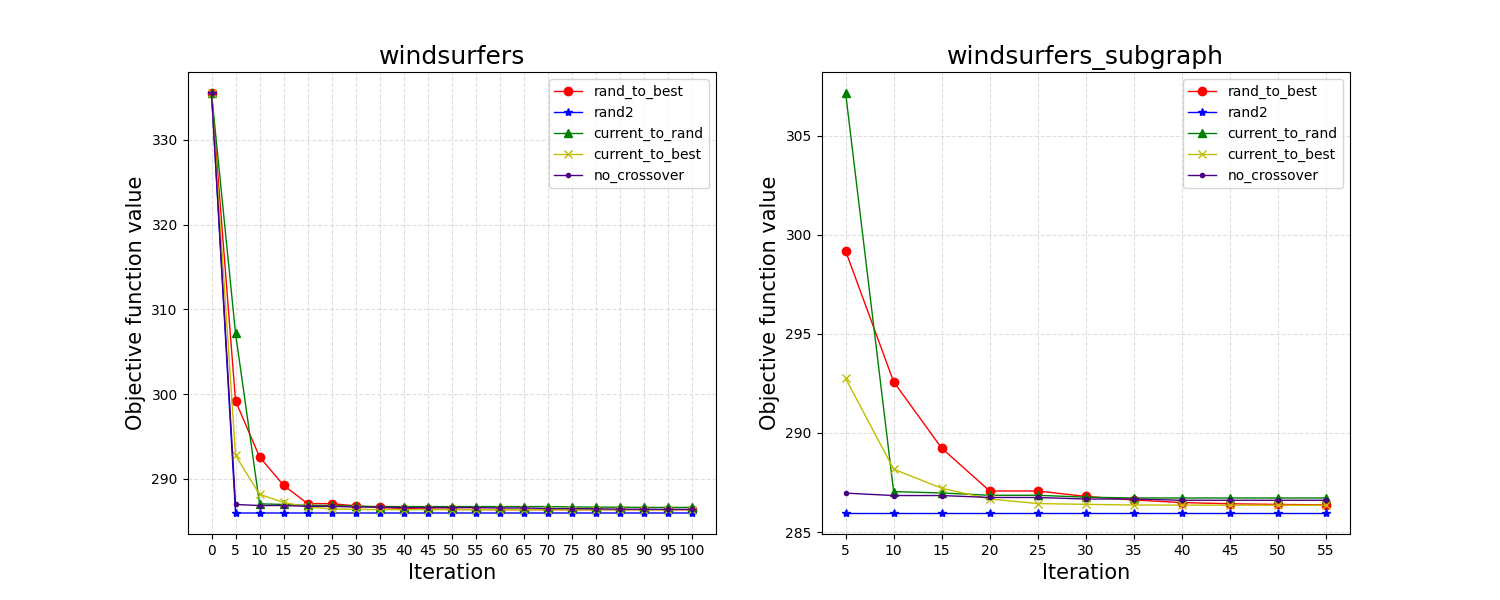 windsurfers
Objective function value
330
320
310
300
290
0 5 10 15 20 25 30 35 40 45 50 55 60 65 70 75 80 85 90 95 100
Iteration
rand_to_best
rand2
current_to_rand
current_to_best
no_crossover
windsurfers_subgraph
Objective function value
305
300
295
290
285
5 10 15 20 25 30 35 40 45 50 55
Iteration
rand_to_best
rand2
current_to_rand
current_to_best
no_crossover